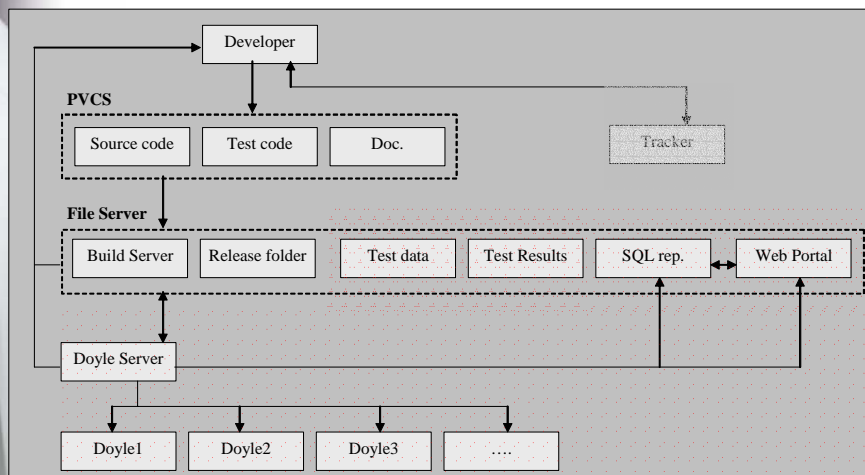 Developer
PVCS
Source code
Test code
Doc.
Tracker
File Server
Build Server
Release folder
Test data
Test Results
SQL rep.
Web Portal
Doyle Server
Doyle1
Doyle2
Doyle3
….